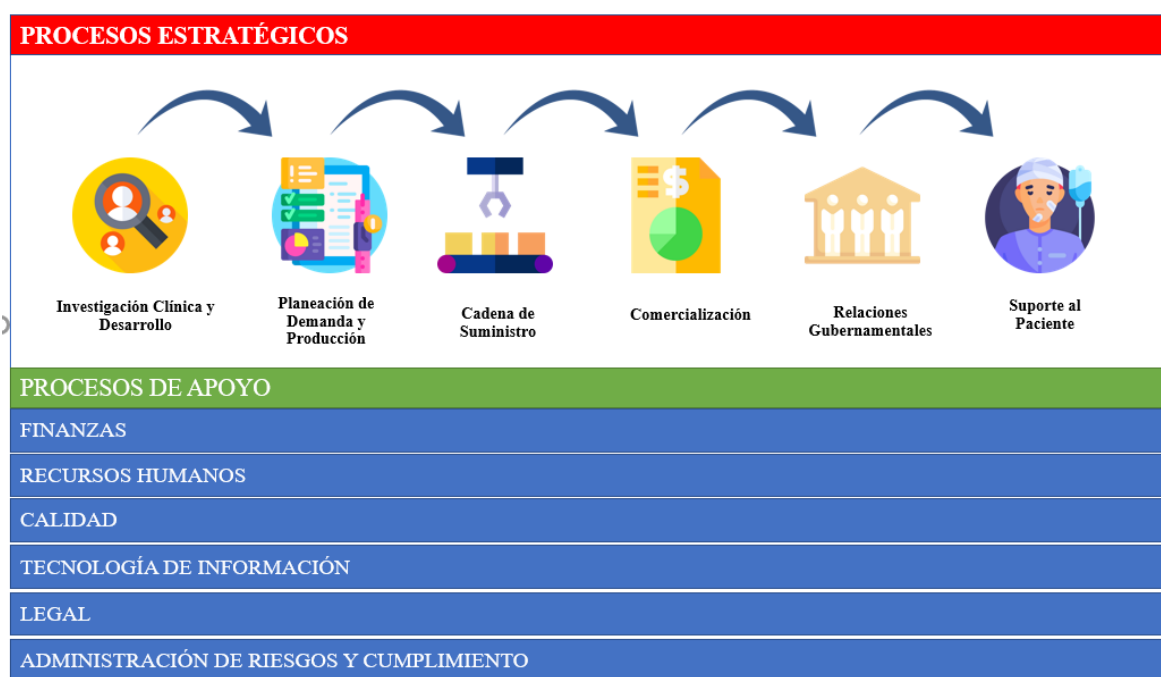 PROCESOS ESTRATÉGICOS
Investigación Clínica y
Desarrollo
Planeación de
Demanda y
Producción
Cadena de
Suministro
Comercialización
Relaciones
Gubernamentales
Suporte al
Paciente
PROCESOS DE APOYO
FINANZAS
RECURSOS HUMANOS
CALIDAD
TECNOLOGÍA DE INFORMACIÓN
LEGAL
ADMINISTRACIÓN DE RIESGOS Y CUMPLIMIENTO